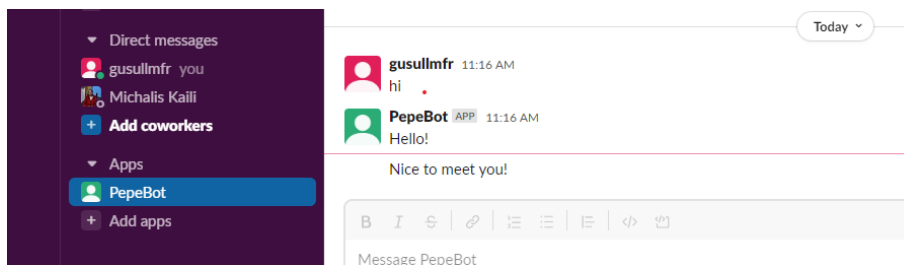 Direct messages
gusullmfr you
Michalis Kaili
+ Add coworkers
Apps
PepeBot
+ Add apps
Today
gusullmfr 11:16 AM
hi
PepeBot APP 11:16 AM
Hello!
Nice to meet you!
B I S </>
Message PepeBot